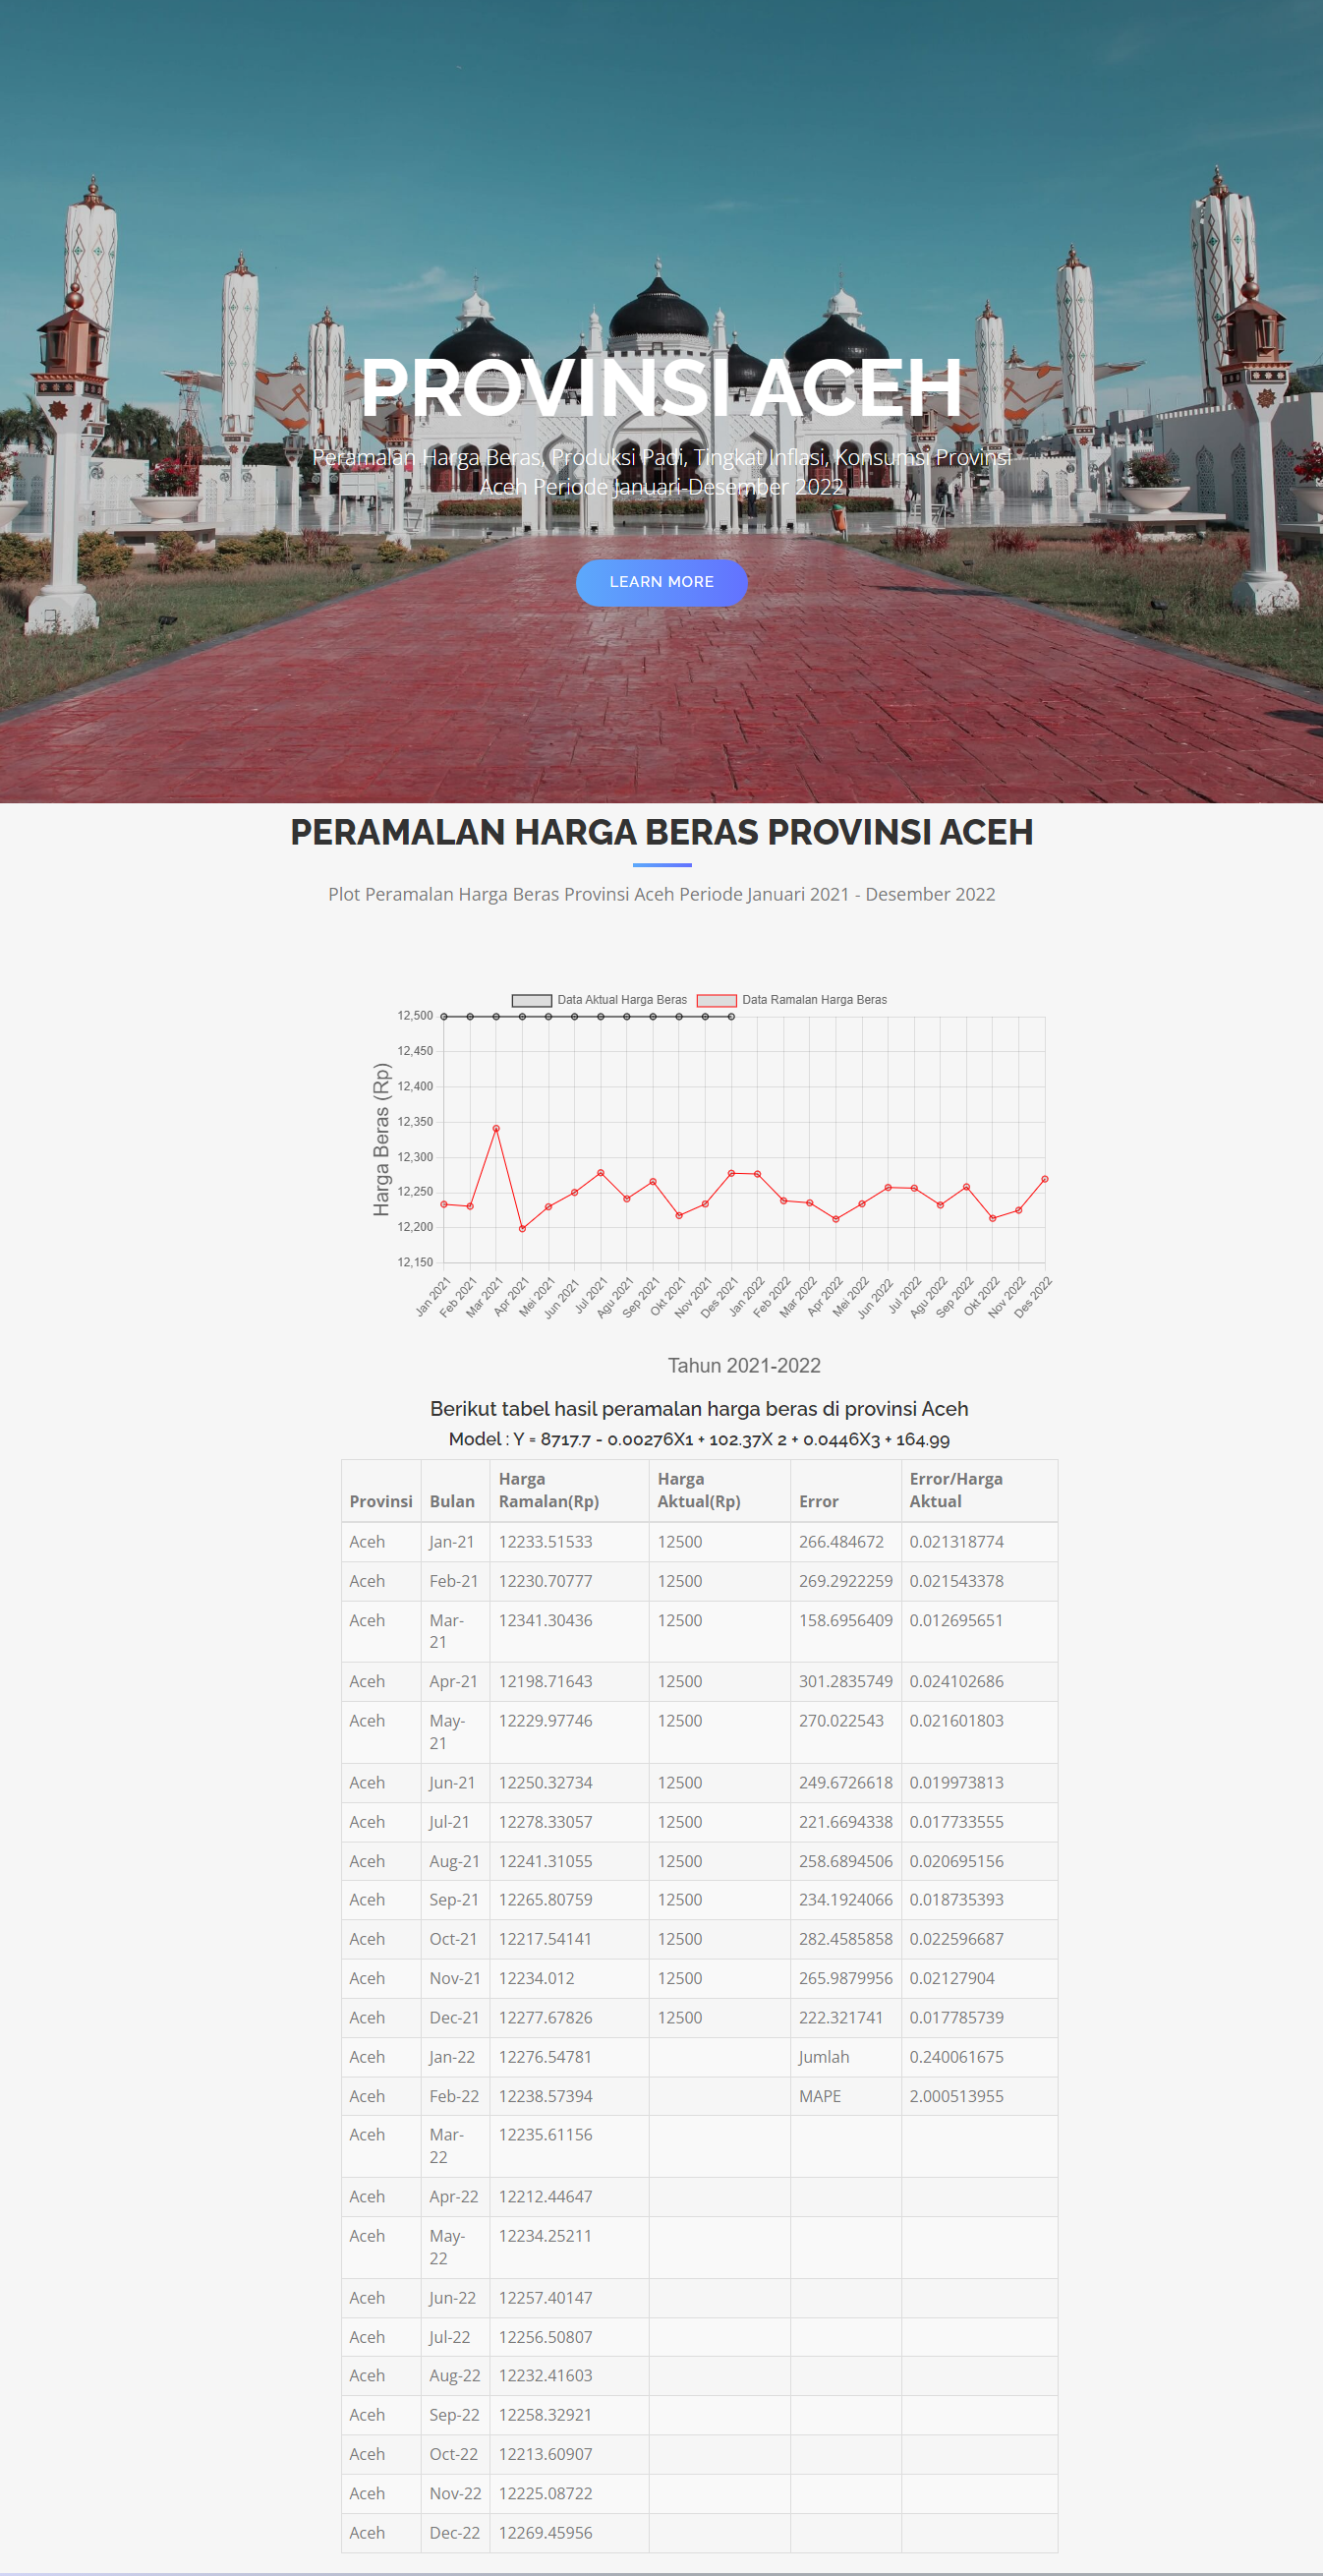 PROVINSI ACEH
Peramalan Harga Beras, Produksi Padi, Tingkat Inflasi, Konsumsi Provinsi
Aceh Periode Januari-Desember 2022
LEARN MORE
PERAMALAN HARGA BERAS PROVINSI ACEH
Plot Peramalan Harga Beras Provinsi Aceh Periode Januari 2021 - Desember 2022
Data Aktual Harga Beras Data Ramalan Harga Beras
Harga Beras (Rp)
12,500
12,450
12,400
12,350
12,300
12,250
12,200
12,150
Jan 2021 Feb 2021 Mar 2021 Apr 2021 Mei 2021 Jun 2021 Jul 2021 Agu 2021 Sep 2021 Okt 2021 Nov 2021 Des 2021 Jan 2022 Feb 2022 Mar 2022 Apr 2022 Mei 2022 Jun 2022 Jul 2022 Agu 2022 Sep 2022 Okt 2022 Nov 2022 Des 2022
Tahun 2021-2022
Berikut tabel hasil peramalan harga beras di provinsi Aceh
Model : Y = 8717.7 - 0.00276X1 + 102.37X 2 + 0.0446X3 + 164.99
Provinsi Bulan Harga Ramalan(Rp) Harga Aktual(Rp) Error Error/Harga Aktual
Aceh Jan-21 12233.51533 12500 266.484672 0.021318774
Aceh Feb-21 12230.70777 12500 269.2922259 0.021543378
Aceh Mar-21 12341.30436 12500 158.6956409 0.012695651
Aceh Apr-21 12198.71643 12500 301.2835749 0.024102686
Aceh May-21 12229.97746 12500 270.022543 0.021601803
Aceh Jun-21 12250.32734 12500 249.6726618 0.019973813
Aceh Jul-21 12278.33057 12500 221.6694338 0.017733555
Aceh Aug-21 12241.31055 12500 258.6894506 0.020695156
Aceh Sep-21 12265.80759 12500 234.1924066 0.018735393
Aceh Oct-21 12217.54141 12500 282.4585858 0.022596687
Aceh Nov-21 12234.012 12500 265.9879956 0.02127904
Aceh Dec-21 12277.67826 12500 222.321741 0.017785739
Aceh Jan-22 12276.54781 Jumlah 0.240061675
Aceh Feb-22 12238.57394 MAPE 2.000513955
Aceh Mar-22 12235.61156
Aceh Apr-22 12212.44647
Aceh May-22 12234.25211
Aceh Jun-22 12257.40147
Aceh Jul-22 12256.50807
Aceh Aug-22 12232.41603
Aceh Sep-22 12258.32921
Aceh Oct-22 12213.60907
Aceh Nov-22 12225.08722
Aceh Dec-22 12269.45956